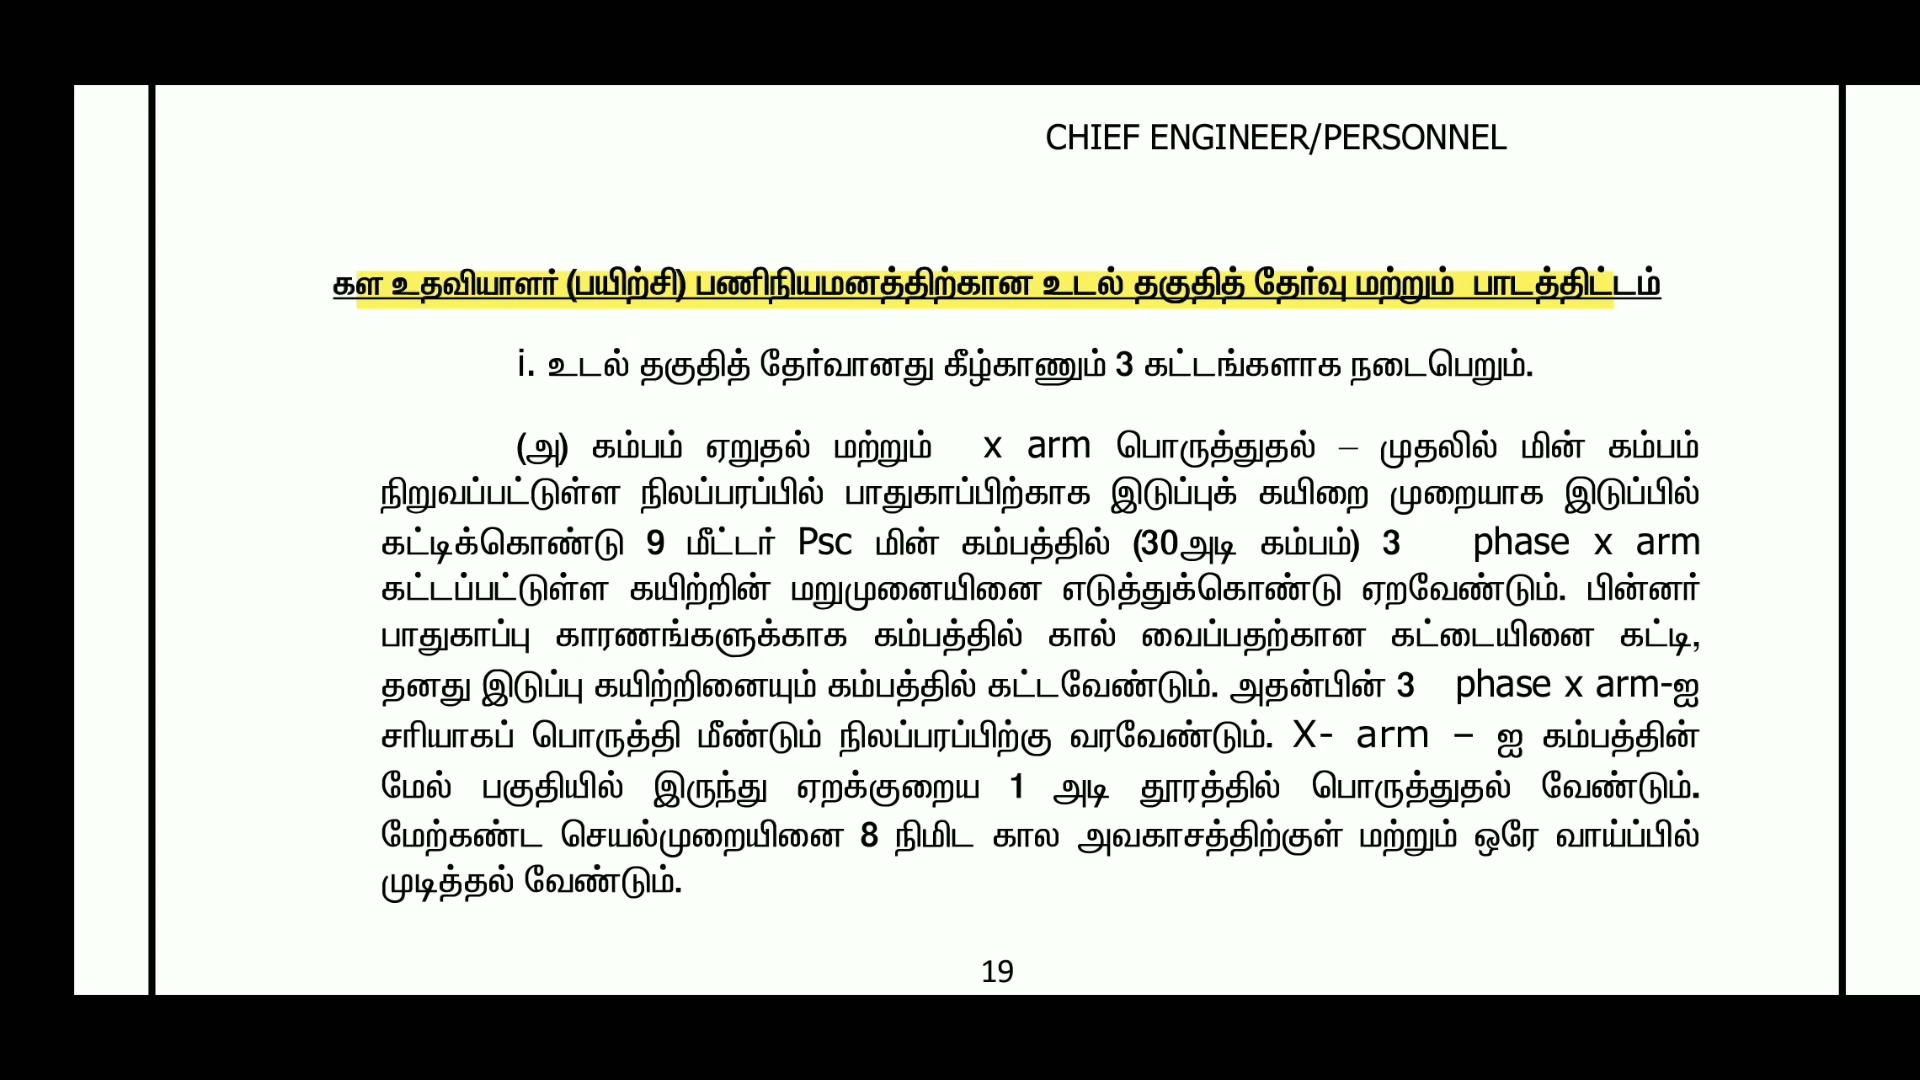 CHIEF ENGINEER/PERSONNEL
கள உதவியாளர் (பயிற்சி) பணிநியமனத்திற்கான உடல் தகுதித் தேர்வு மற்றும் பாடத்திட்டம்
i. உடல் தகுதித் தேர்வானது கீழ்காணும் 3 கட்டங்களாக நடைபெறும்.
(அ) கம்பம் ஏறுதல் மற்றும் x arm பொருத்துதல் – முதலில் மின் கம்பம்
நிறுவப்பட்டுள்ள நிலப்பரப்பில் பாதுகாப்பிற்காக இடுப்புக் கயிறை முறையாக இடுப்பில்
கட்டிக்கொண்டு 9 மீட்டர் Psc மின் கம்பத்தில் (30அடி கம்பம்) 3 phase x arm
கட்டப்பட்டுள்ள கயிற்றின் மறுமுனையினை எடுத்துக்கொண்டு ஏறவேண்டும். பின்னர்
பாதுகாப்பு காரணங்களுக்காக கம்பத்தில் கால் வைப்பதற்கான கட்டையினை கட்டி,
தனது இடுப்பு கயிற்றினையும் கம்பத்தில் கட்டவேண்டும். அதன்பின் 3 phase x arm-ஐ
சரியாகப் பொருத்தி மீண்டும் நிலப்பரப்பிற்கு வரவேண்டும். X- arm – ஐ கம்பத்தின்
மேல் பகுதியில் இருந்து ஏறக்குறைய 1 அடி தூரத்தில் பொருத்துதல் வேண்டும்.
மேற்கண்ட செயல்முறையினை 8 நிமிட கால அவகாசத்திற்குள் மற்றும் ஒரே வாய்ப்பில்
முடித்தல் வேண்டும்.
19